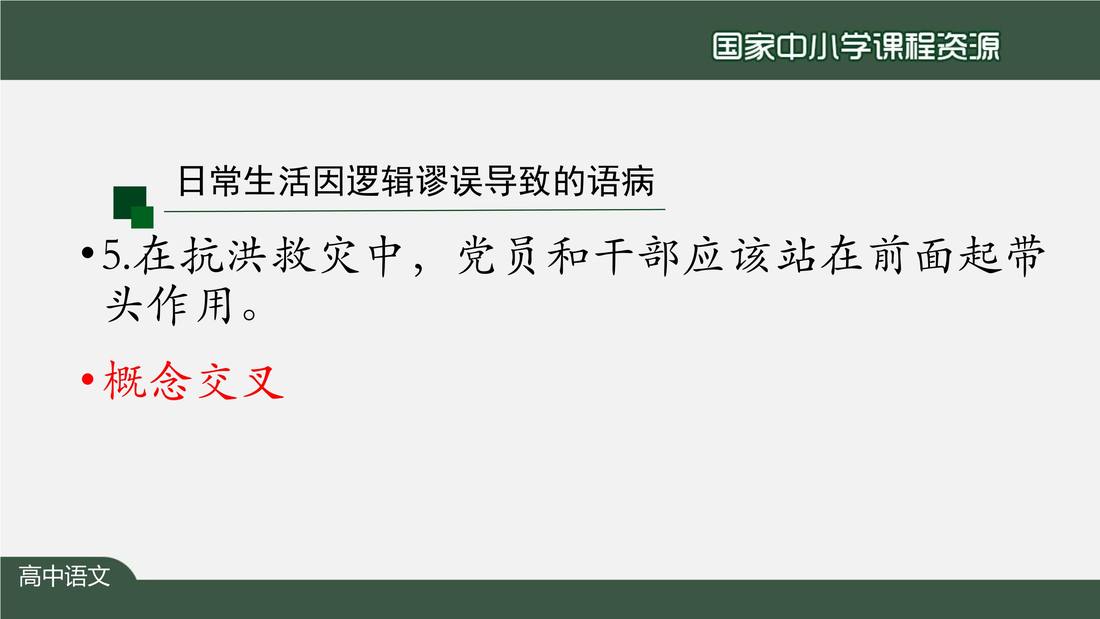 国家中小学课程资源
日常生活因逻辑谬误导致的语病
•5.在抗洪救灾中，党员和干部应该站在前面起带
头作用。
•概念交叉
高中语文